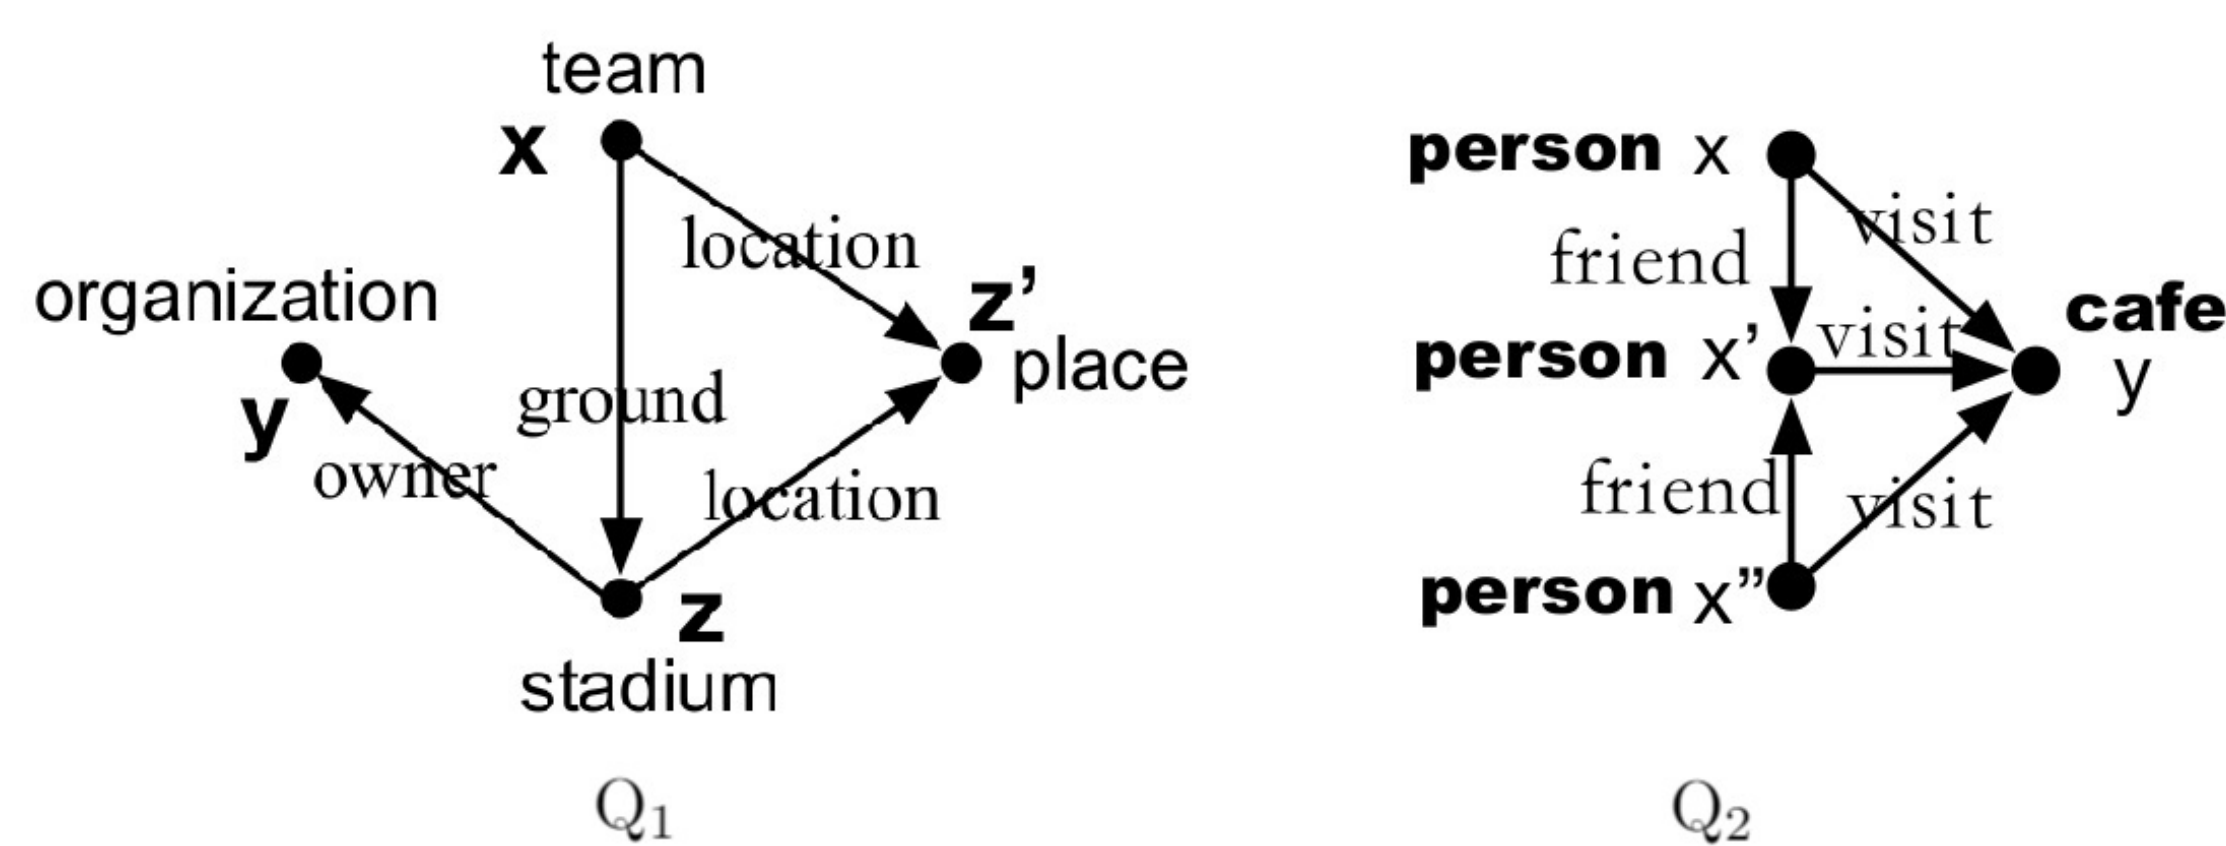 team
x
location
organization
z’
place
y
ground
owner
location
z
stadium
Q1
person x
visit
friend
cafe
visit
person x’
y
friend
visit
person x”
Q2